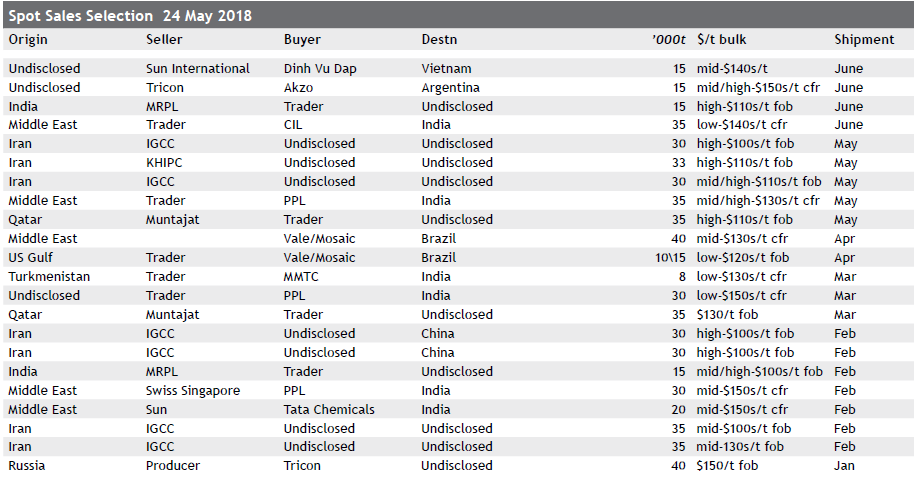 Spot Sales Selection 24 May 2018
Origin Seller Buyer Destn '000t $/t bulk Shipment
Undisclosed Sun International Dinh Vu Dap Vietnam 15 mid-$140s/t June
Undisclosed Tricon Akzo Argentina 15 mid/high-$150s/t cfr June
India MRPL Trader Undisclosed 15 high-$110s/t fob June
Middle East Trader CIL India 35 low-$140s/t cfr June
Iran IGCC Undisclosed Undisclosed 30 high-$100s/t fob May
Iran KHIPC Undisclosed Undisclosed 33 high-$110s/t fob May
Iran IGCC Undisclosed Undisclosed 30 mid/high-$110s/t fob May
Middle East Trader PPL India 35 mid/high-$130s/t cfr May
Qatar Muntajat Trader Undisclosed 35 high-$110s/t fob May
Middle East Vale/Mosaic Brazil 40 mid-$130s/t cfr Apr
US Gulf Trader Vale/Mosaic Brazil 10\15 low-$120s/t fob Apr
Turkmenistan Trader MMTC India 8 low-$130s/t cfr Mar
Undisclosed Trader PPL India 30 low-$150s/t cfr Mar
Qatar Muntajat Trader Undisclosed 35 $130/t fob Mar
Iran IGCC Undisclosed China 30 high-$100s/t fob Feb
Iran IGCC Undisclosed China 30 high-$100s/t fob Feb
India MRPL Trader Undisclosed 15 mid/high-$100s/t fob Feb
Middle East Swiss Singapore PPL India 30 mid-$150s/t cfr Feb
Middle East Sun Tata Chemicals India 20 mid-$150s/t cfr Feb
Iran IGCC Undisclosed Undisclosed 35 mid-$100s/t fob Feb
Iran IGCC Undisclosed Undisclosed 35 mid-130s/t fob Feb
Russia Producer Tricon Undisclosed 40 $150/t fob Jan